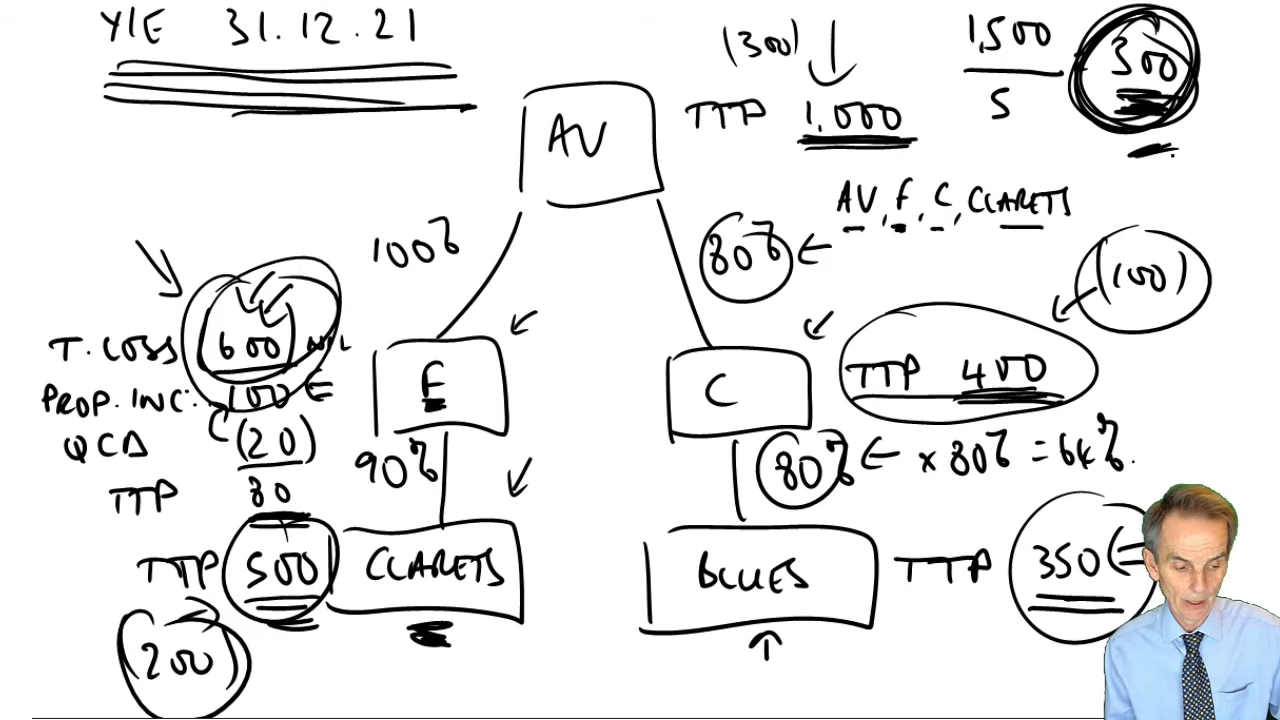 Y/E 31.12.21
(300)
1,500
5
300
TTP 1,000
AV
AV, F, C, CLARETS
100%
80%
(100)
T. LOSS 600 NIL
F
C
TTP 400
PROP. INC. 100
QCD (20)
90%
80% × 80% = 64%.
TTP 80
TTP 500
CLARETS
BLUES
TTP 350
(200)